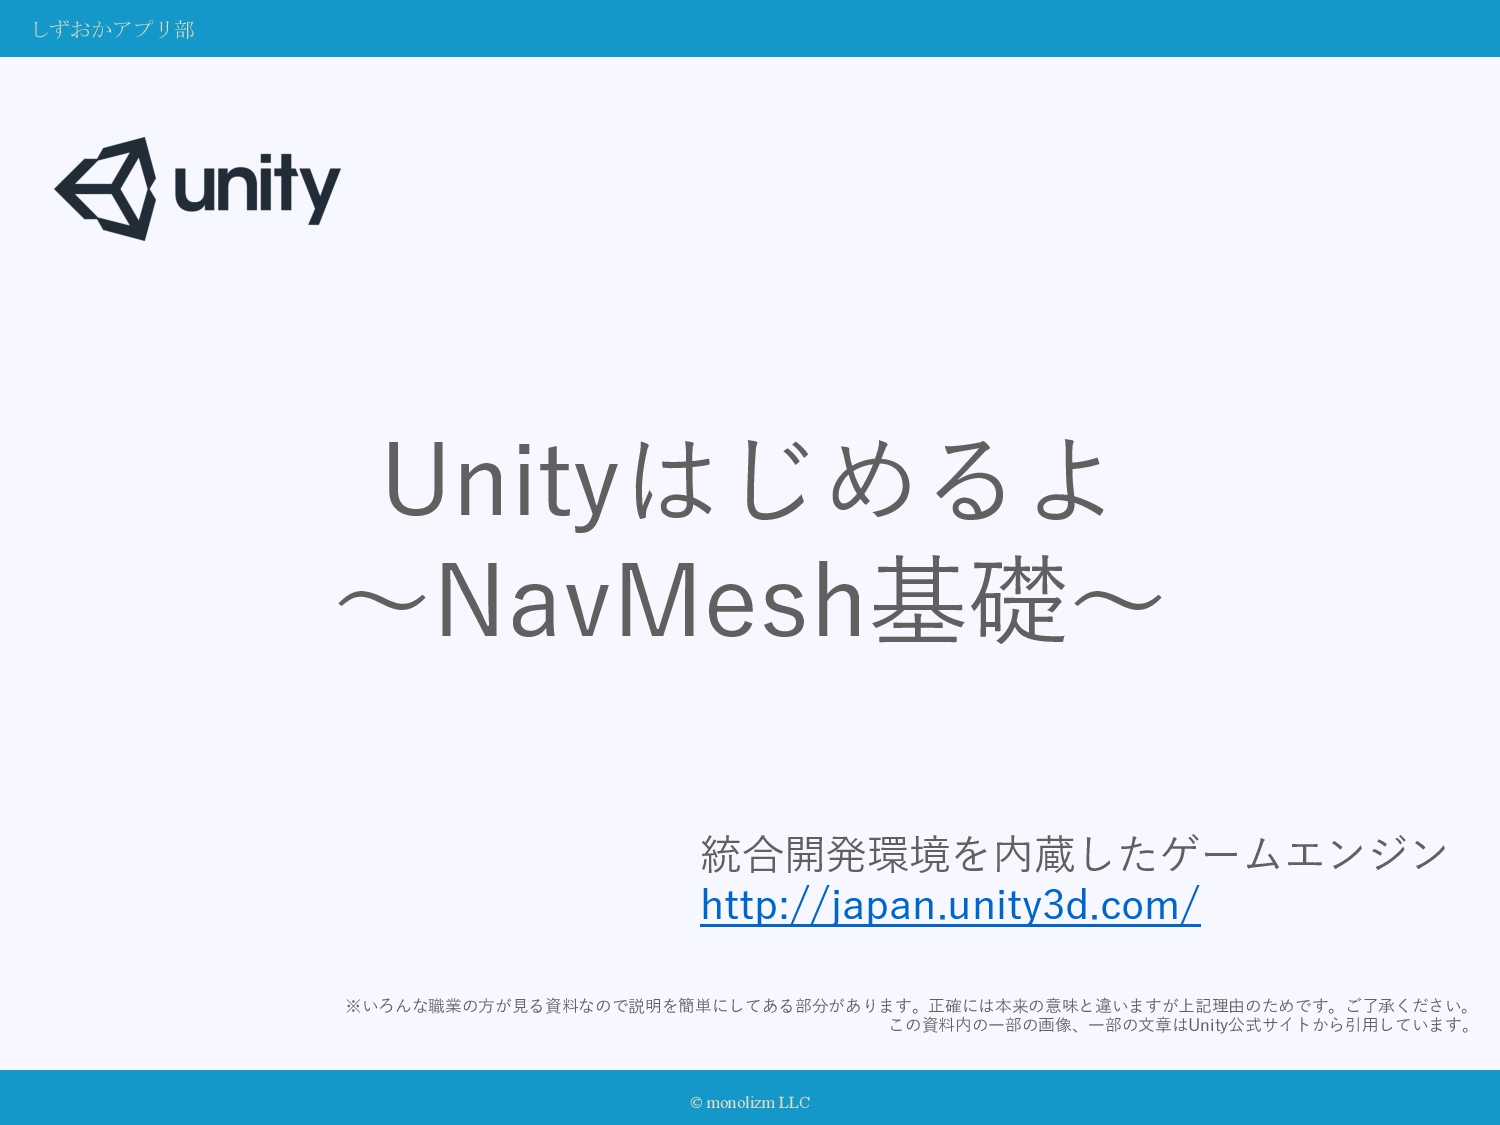 しずおかアプリ部
unity
Unityはじめるよ
～NavMesh基礎～
統合開発環境を内蔵したゲームエンジン
http://japan.unity3d.com/
※いろんな職業の方が見る資料なので説明を簡単にしてある部分があります。正確には本来の意味と違いますが上記理由のためです。ご了承ください。
この資料内の一部の画像、一部の文章はUnity公式サイトから引用しています。
© monolizm LLC